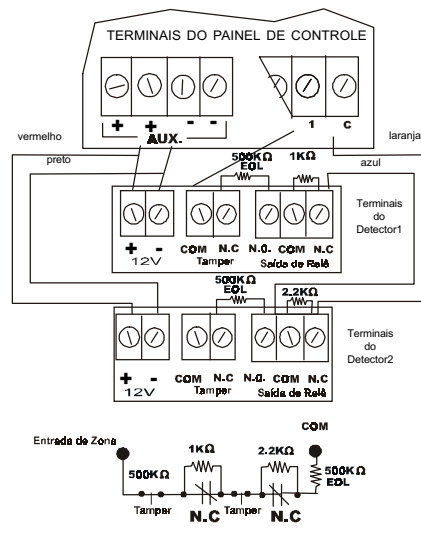 TERMINAIS DO PAINEL DE CONTROLE
+ + - - 1 C
AUX.
vermelho
laranja
preto
azul
500KΩ
EOL
1KΩ
Terminais
do
Detector1
+ - COM N.C N.O. COM N.C
12V Tamper Saída de Relê
500KΩ
EOL
2.2KΩ
Terminais
do
Detector2
+ - COM N.C N.O. COM N.C
12V Tamper Saída de Relê
COM
Entrada de Zona
1KΩ
2.2KΩ
500KΩ
500KΩ
EOL
Tamper
N.C
Tamper
N.C